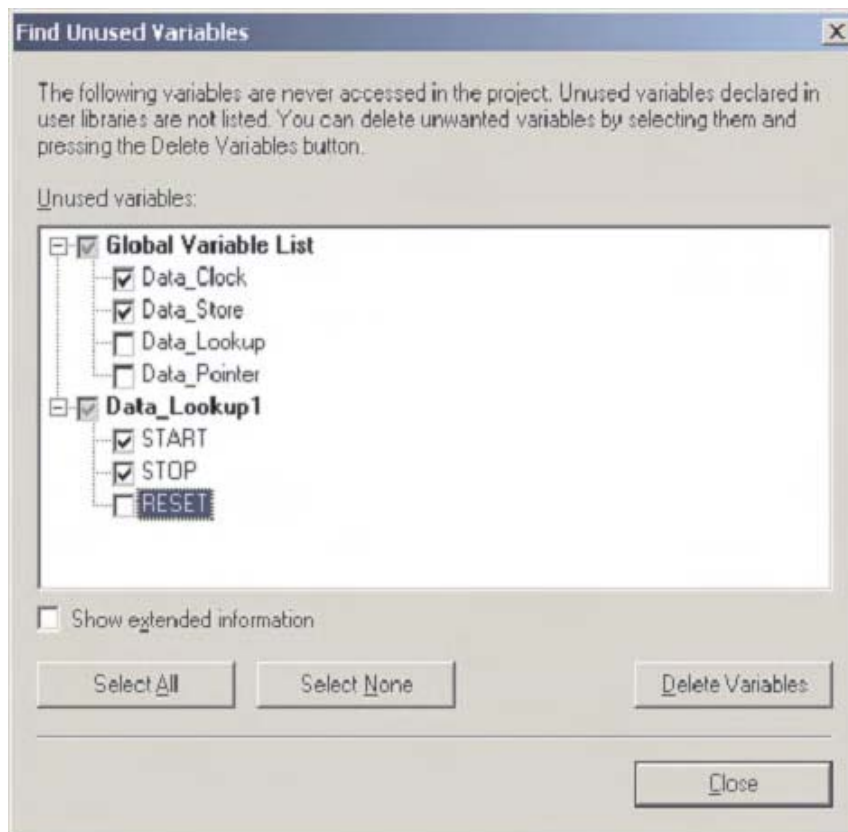 Find Unused Variables
The following variables are never accessed in the project. Unused variables declared in
user libraries are not listed. You can delete unwanted variables by selecting them and
pressing the Delete Variables button.
Unused variables:
Global Variable List
Data_Clock
Data_Store
Data_Lookup
Data_Pointer
Data_Lookup1
START
STOP
RESET
Show extended information
Select All
Select None
Delete Variables
Close